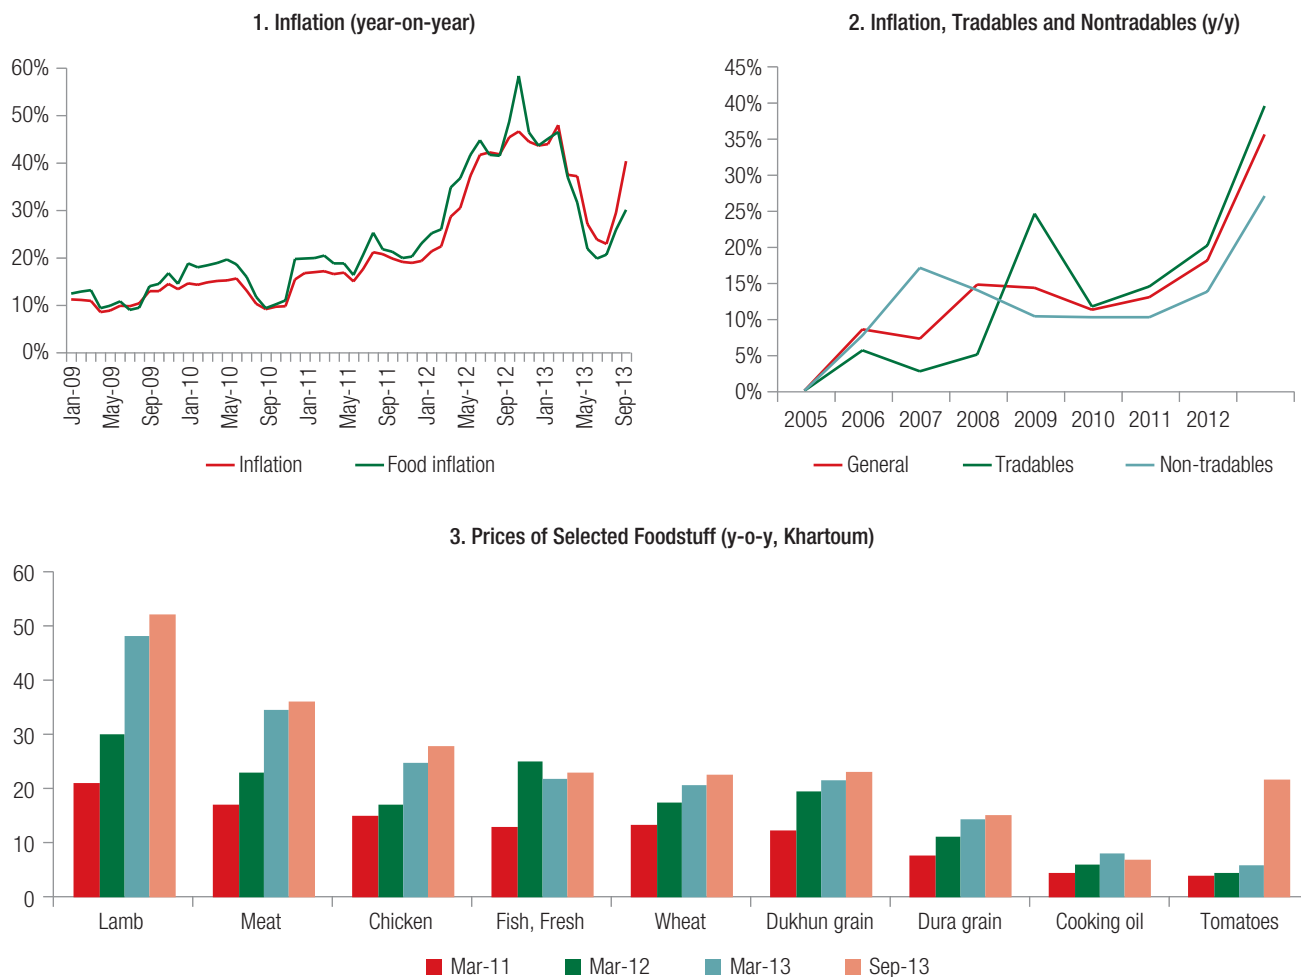 1. Inflation (year-on-year)
60%
50%
40%
30%
20%
10%
0%
Jan-09
May-09
Sep-09
Jan-10
May-10
Sep-10
Jan-11
May-11
Sep-11
Jan-12
May-12
Sep-12
Jan-13
May-13
Sep-13
Inflation Food inflation
2. Inflation, Tradables and Nontradables (y/y)
45%
40%
35%
30%
25%
20%
15%
10%
5%
0%
2005 2006 2007 2008 2009 2010 2011 2012
General Tradables Non-tradables
3. Prices of Selected Foodstuff (y-o-y, Khartoum)
60
50
40
30
20
10
0
Lamb Meat Chicken Fish, Fresh Wheat Dukhun grain Dura grain Cooking oil Tomatoes
Mar-11 Mar-12 Mar-13 Sep-13